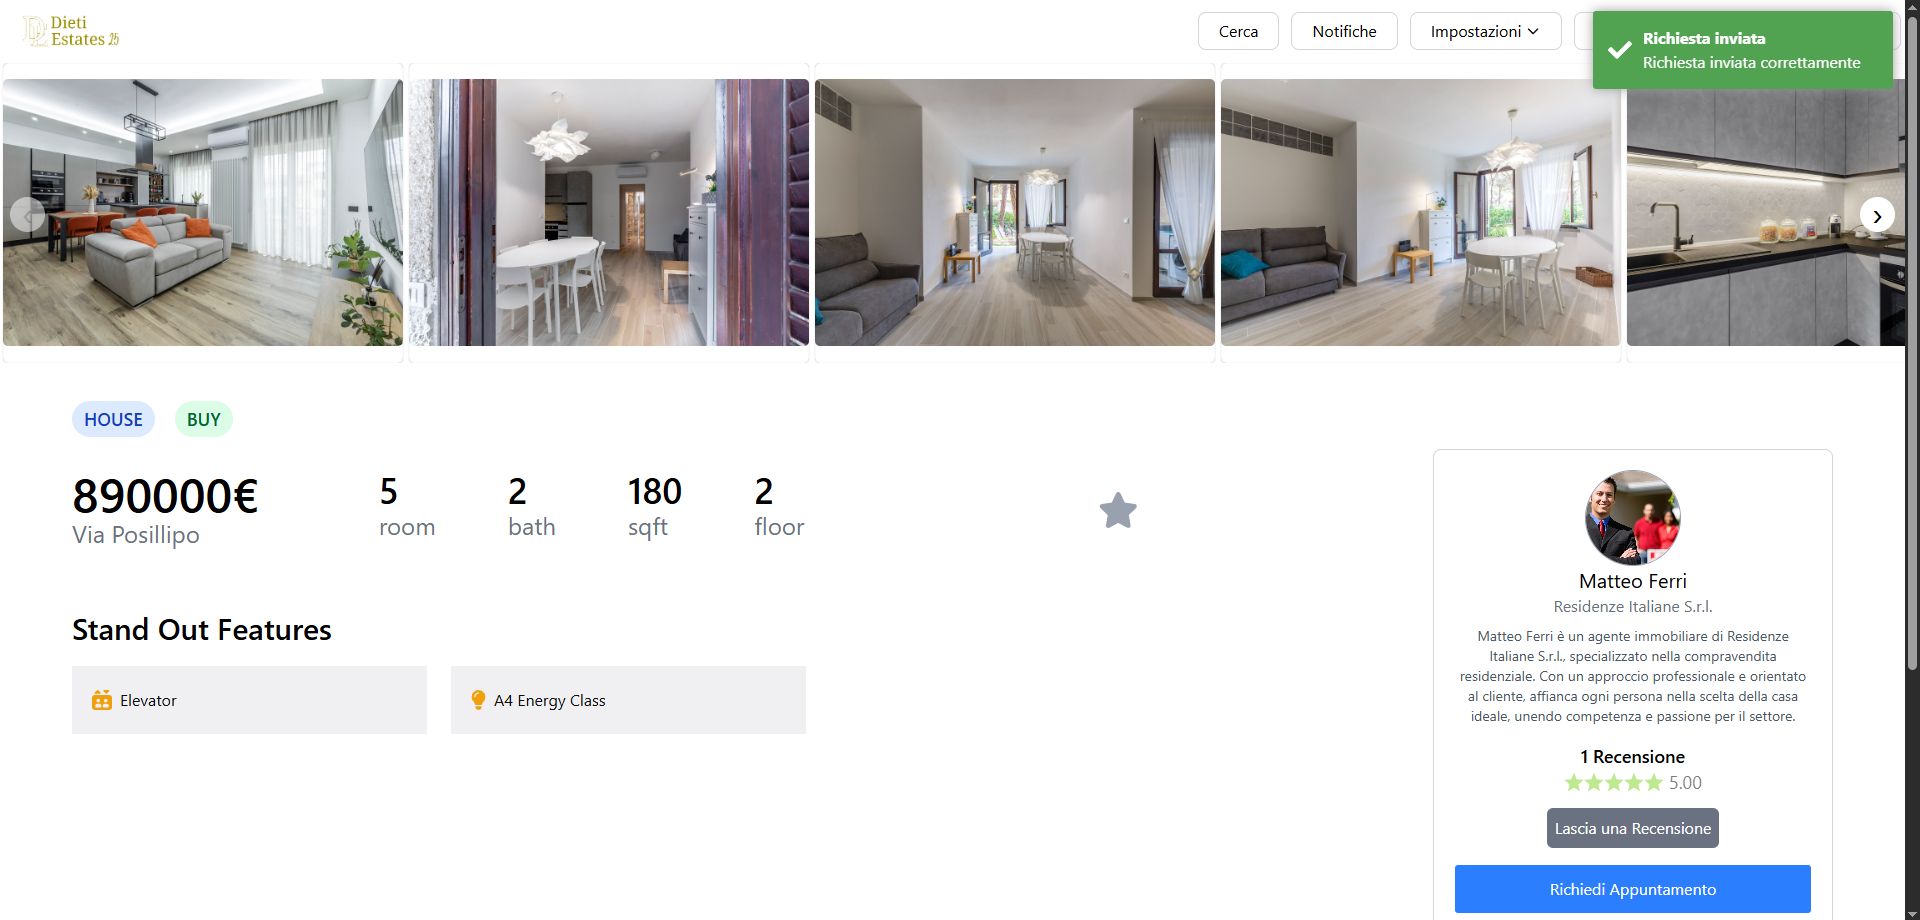 Dieti
Estates 25
Cerca
Notifiche
Impostazioni
Richiesta inviata
Richiesta inviata correttamente
HOUSE
BUY
890000€
Via Posillipo
5
room
2
bath
180
sqft
2
floor
Stand Out Features
Elevator
A4 Energy Class
Matteo Ferri
Residenze Italiane S.r.l.
Matteo Ferri è un agente immobiliare di Residenze
Italiane S.r.l., specializzato nella compravendita
residenziale. Con un approccio professionale e orientato
al cliente, affianca ogni persona nella scelta della casa
ideale, unendo competenza e passione per il settore.
1 Recensione
5.00
Lascia una Recensione
Richiedi Appuntamento